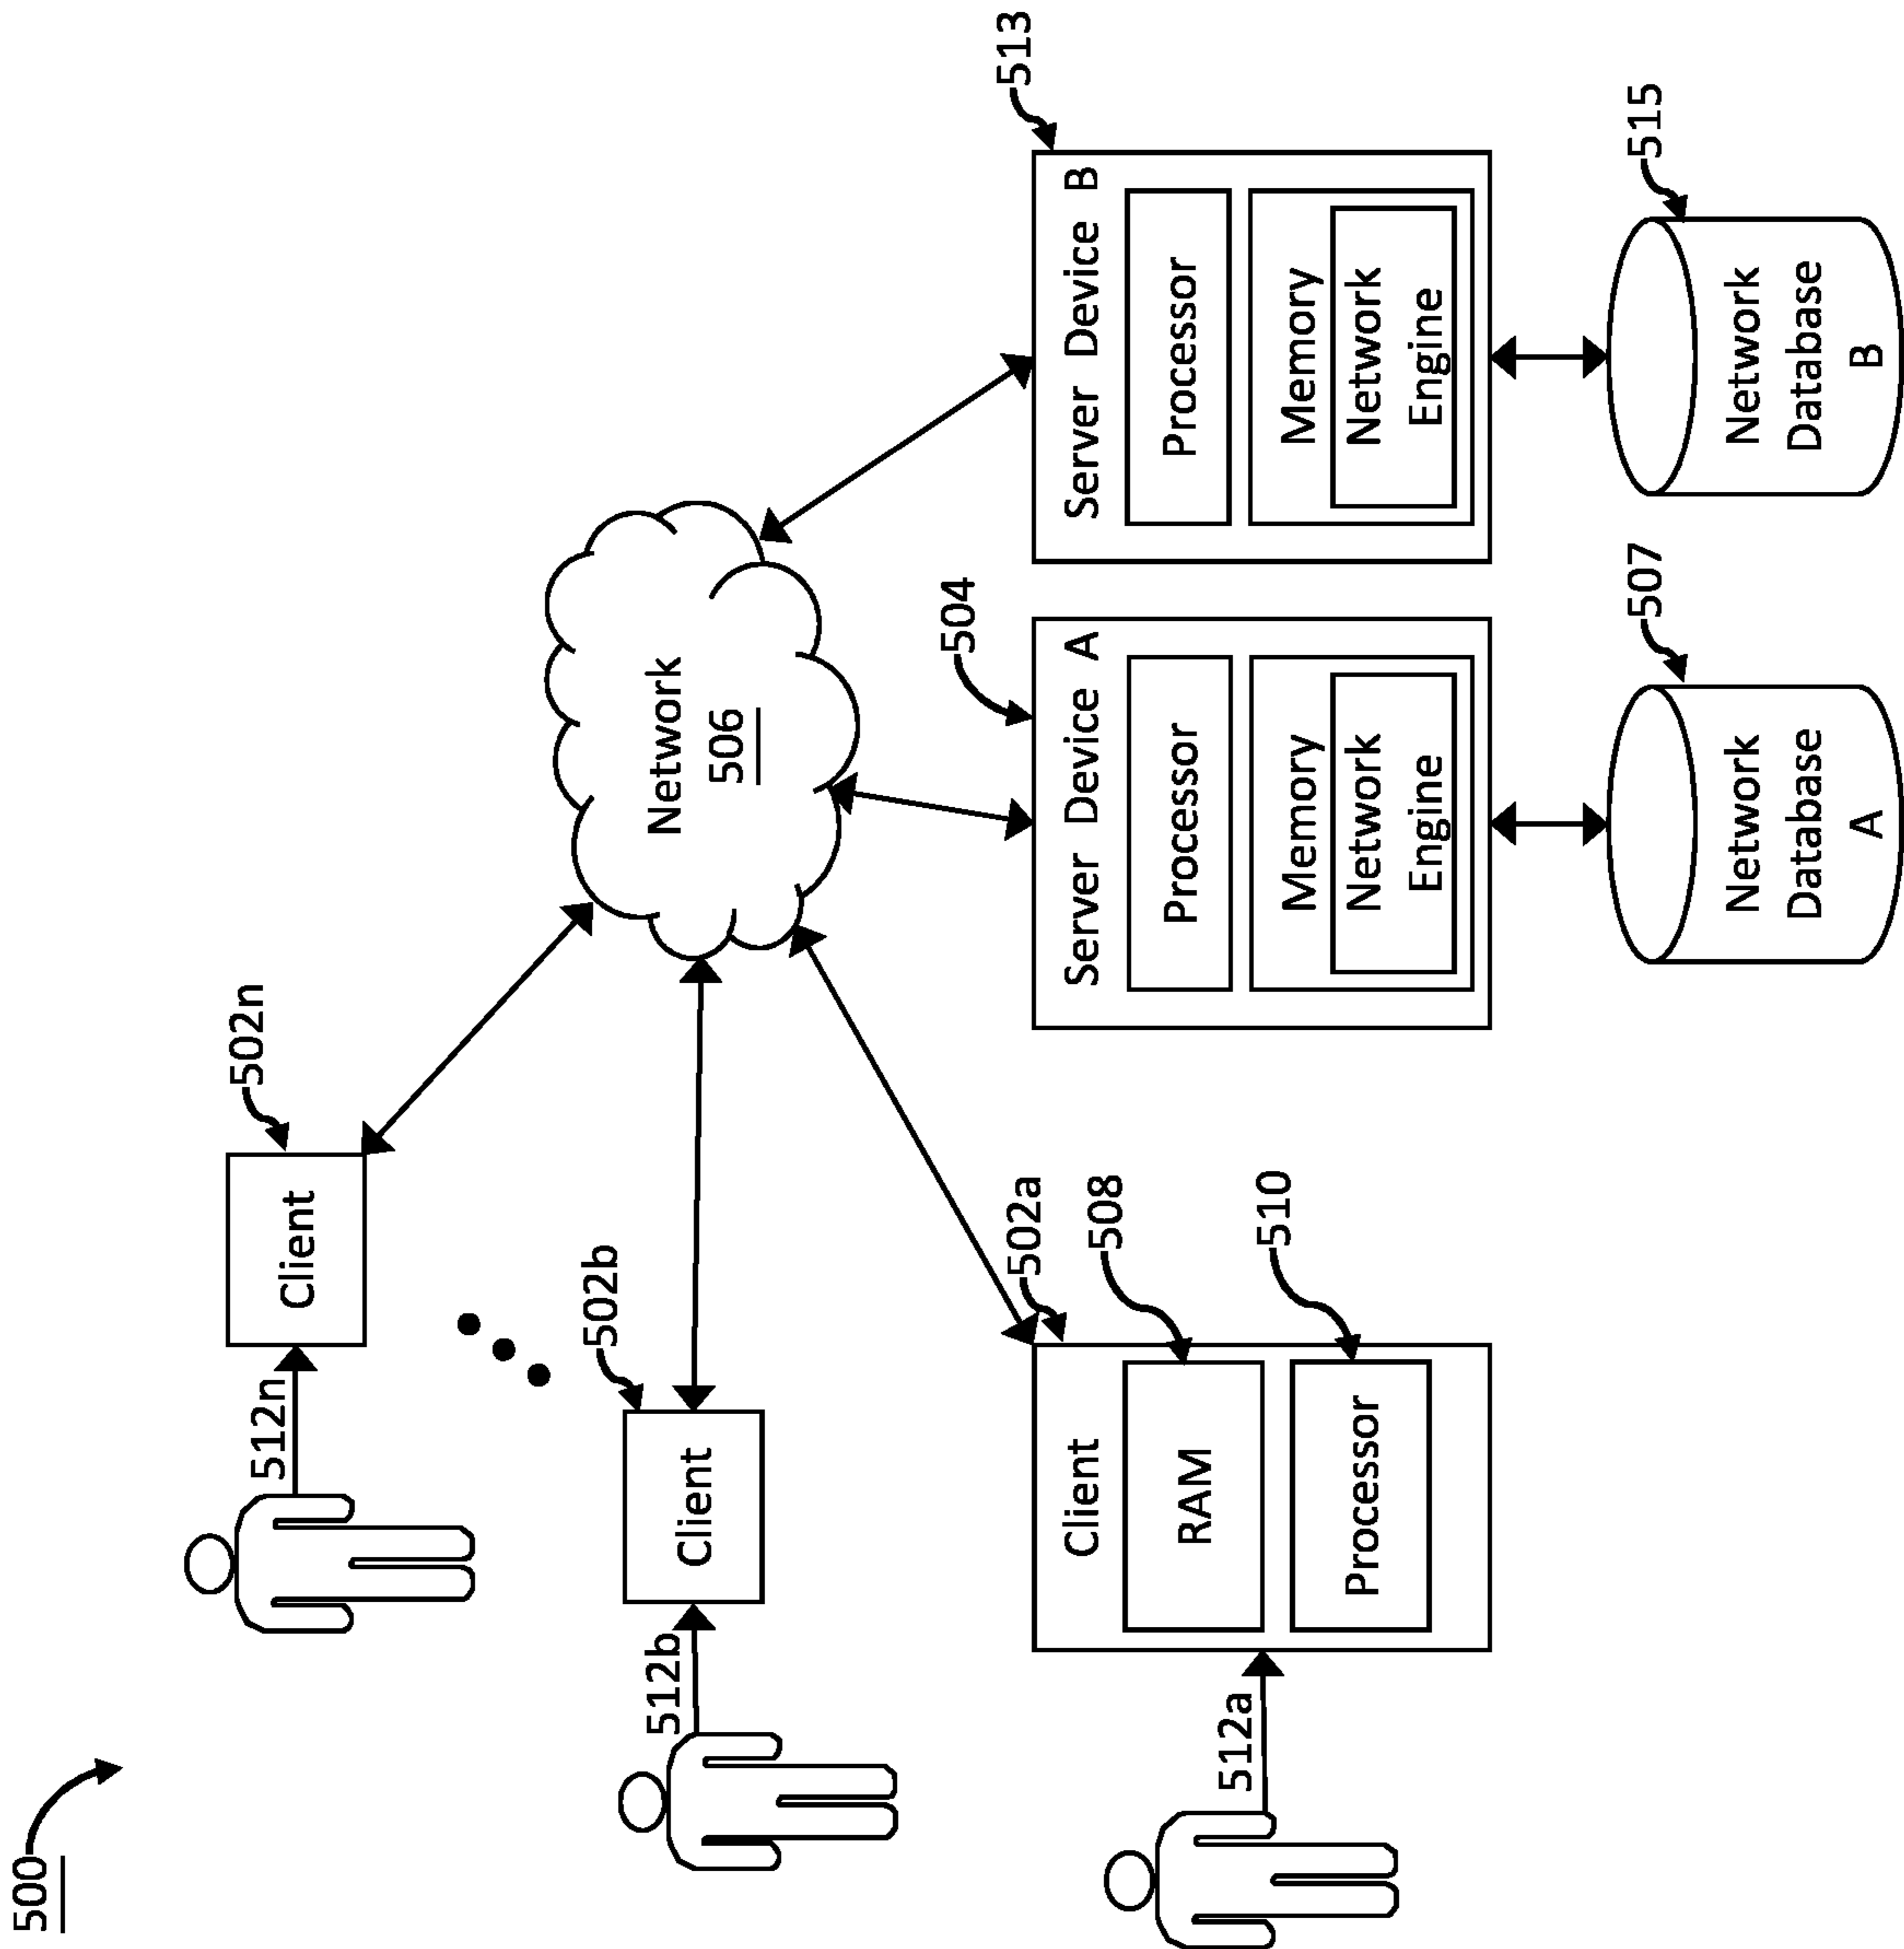 500
512n
Client
502n
512b
Client
502b
Network
506
512a
Client
502a
RAM
508
Processor
510
Server Device A
504
Processor
Memory
Network
Engine
Server Device B
513
Processor
Memory
Network
Engine
Network
Database
A
507
Network
Database
B
515